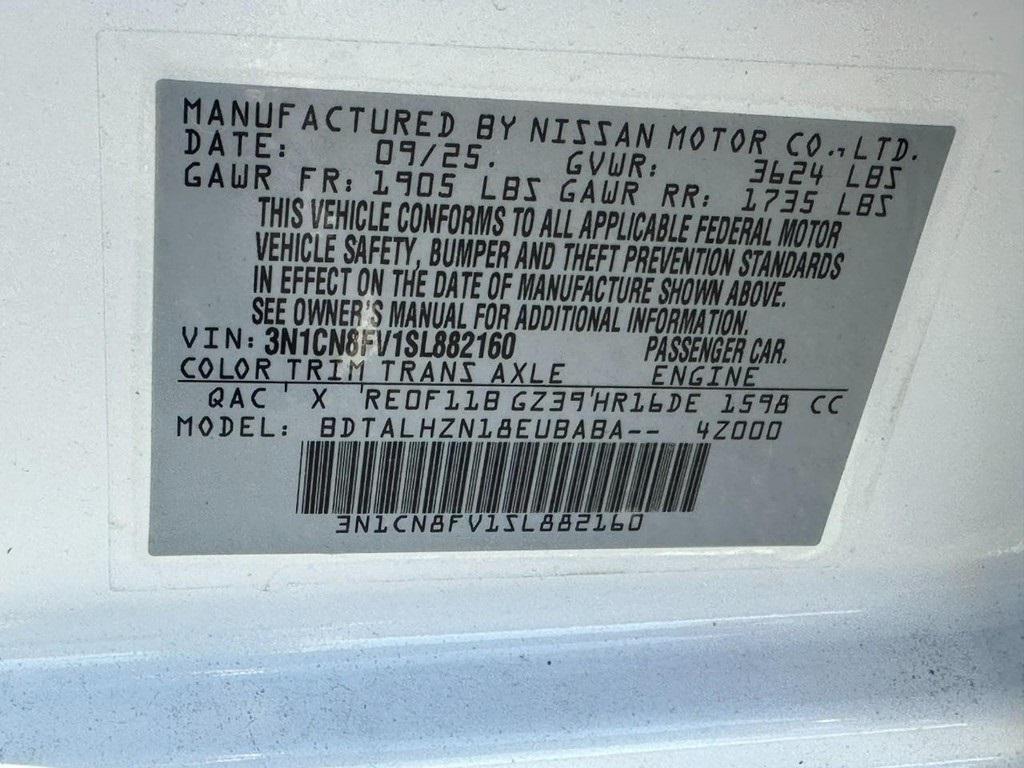 MANUFACTURED BY NISSAN MOTOR CO.,LTD.
DATE: 09/25. GVWR: 3624 LBS
GAWR FR: 1905 LBS GAWR RR: 1735 LBS
THIS VEHICLE CONFORMS TO ALL APPLICABLE FEDERAL MOTOR
VEHICLE SAFETY, BUMPER AND THEFT PREVENTION STANDARDS
IN EFFECT ON THE DATE OF MANUFACTURE SHOWN ABOVE.
SEE OWNER'S MANUAL FOR ADDITIONAL INFORMATION.
VIN: 3N1CN8FV1SL882160 PASSENGER CAR.
COLOR TRIM TRANS AXLE ENGINE
QAC ' X ' RE0F11B GZ39'HR16DE 1598 CC
MODEL: BDTALHZN18EUBABA-- 4Z000
3N1CN8FV1SL882160